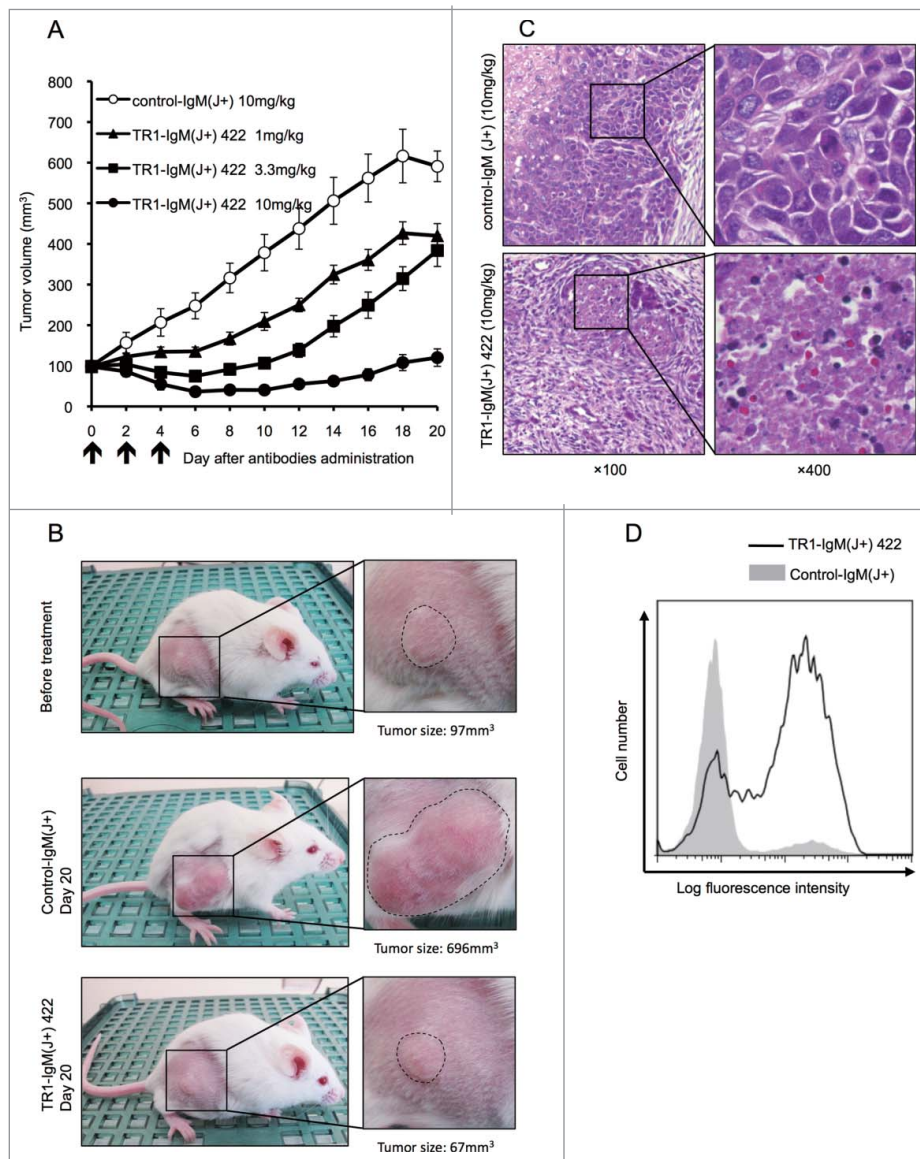 A
800
700
600
500
400
300
200
100
0
Tumor volume (mm³)
control-IgM(J+) 10mg/kg
TR1-IgM(J+) 422 1mg/kg
TR1-IgM(J+) 422 3.3mg/kg
TR1-IgM(J+) 422 10mg/kg
0 2 4 6 8 10 12 14 16 18 20
Day after antibodies administration
C
control-IgM (J+) (10mg/kg)
TR1-IgM(J+) 422 (10mg/kg)
×100 ×400
B
Before treatment
Tumor size: 97mm³
Control-IgM(J+)
Day 20
Tumor size: 696mm³
TR1-IgM(J+) 422
Day 20
Tumor size: 67mm³
D
TR1-IgM(J+) 422
Control-IgM(J+)
Cell number
Log fluorescence intensity